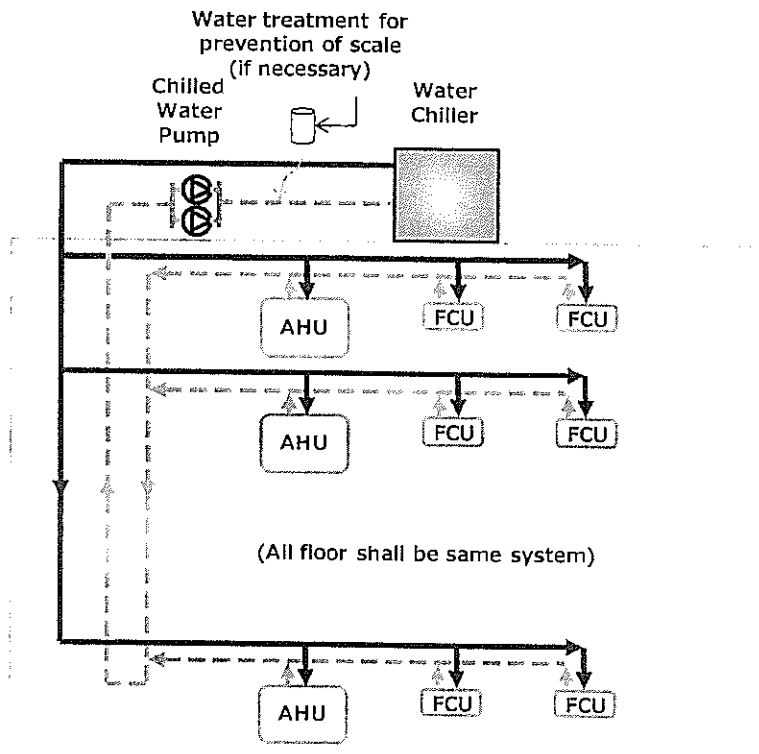 Water treatment for
prevention of scale
(if necessary)
Chilled
Water
Pump
Water
Chiller
AHU
FCU
FCU
AHU
FCU
FCU
(All floor shall be same system)
AHU
FCU
FCU